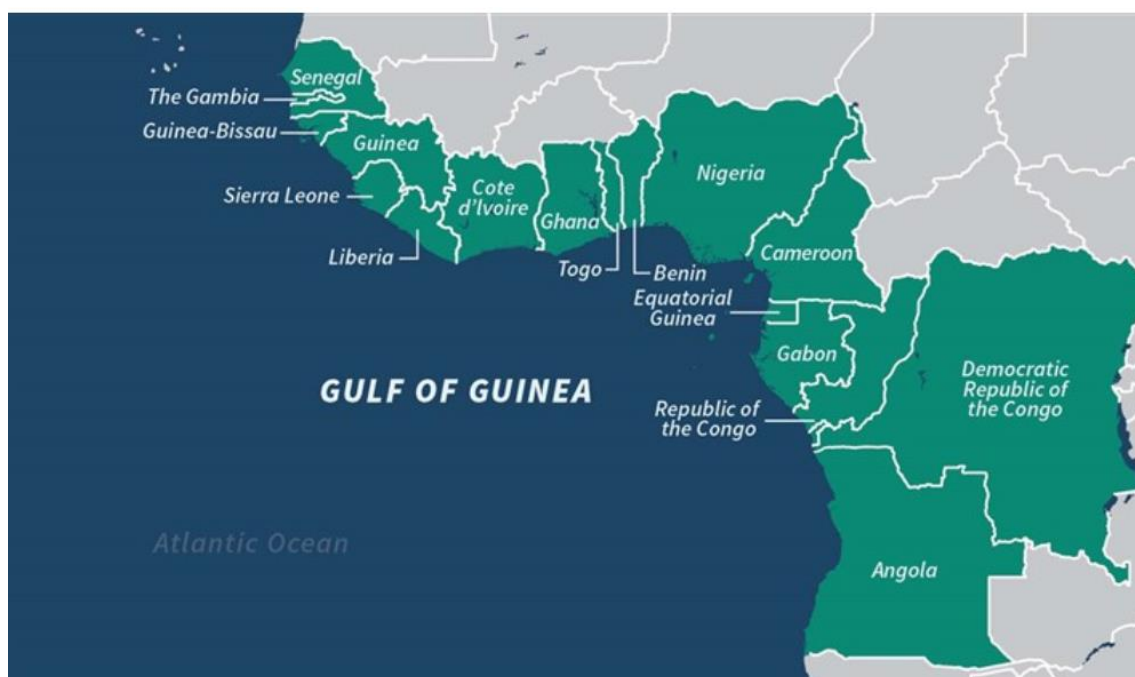 Senegal
The Gambia
Guinea-Bissau
Guinea
Sierra Leone
Liberia
Cote
d'Ivoire
Ghana
Togo
Benin
Nigeria
Cameroon
Equatorial
Guinea
Gabon
Republic of
the Congo
Democratic
Republic of
the Congo
GULF OF GUINEA
Atlantic Ocean
Angola